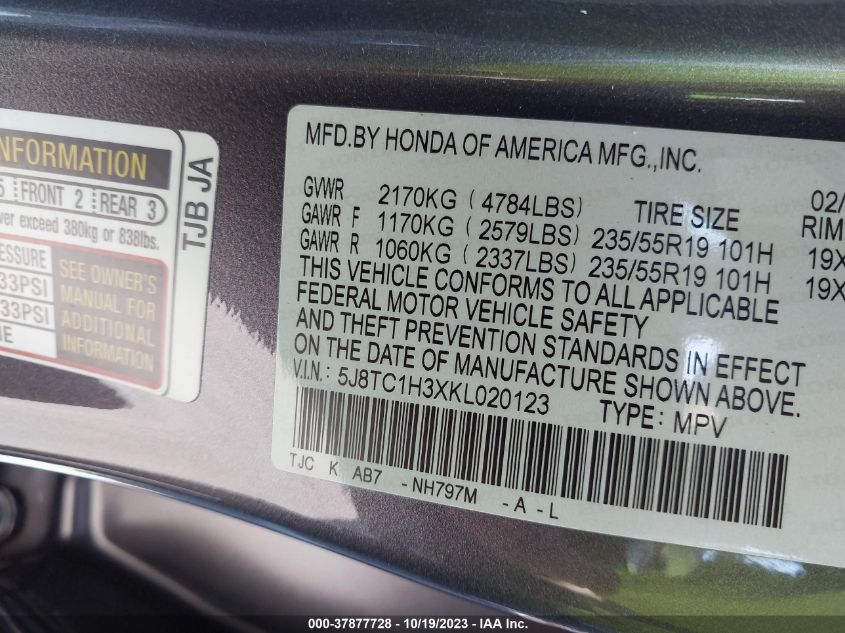 NFORMATION
5 FRONT 2 REAR 3
ver exceed 380kg or 838lbs.
PRESSURE
33PSI
33PSI
NE
SEE OWNER'S
MANUAL FOR
ADDITIONAL
INFORMATION
TJB JA
MFD.BY HONDA OF AMERICA MFG.,INC.
GVWR 2170KG (4784LBS) TIRE SIZE 02/
GAWR F 1170KG (2579LBS) 235/55R19 101H RIM
GAWR R 1060KG (2337LBS) 235/55R19 101H 19X
19X
THIS VEHICLE CONFORMS TO ALL APPLICABLE
FEDERAL MOTOR VEHICLE SAFETY
AND THEFT PREVENTION STANDARDS IN EFFECT
ON THE DATE OF MANUFACTURE SHOWN ABOVE.
V.I.N: 5J8TC1H3XKL020123 TYPE: MPV
TJC K AB7 - NH797M - A - L
000-37877728 - 10/19/2023 - IAA Inc.